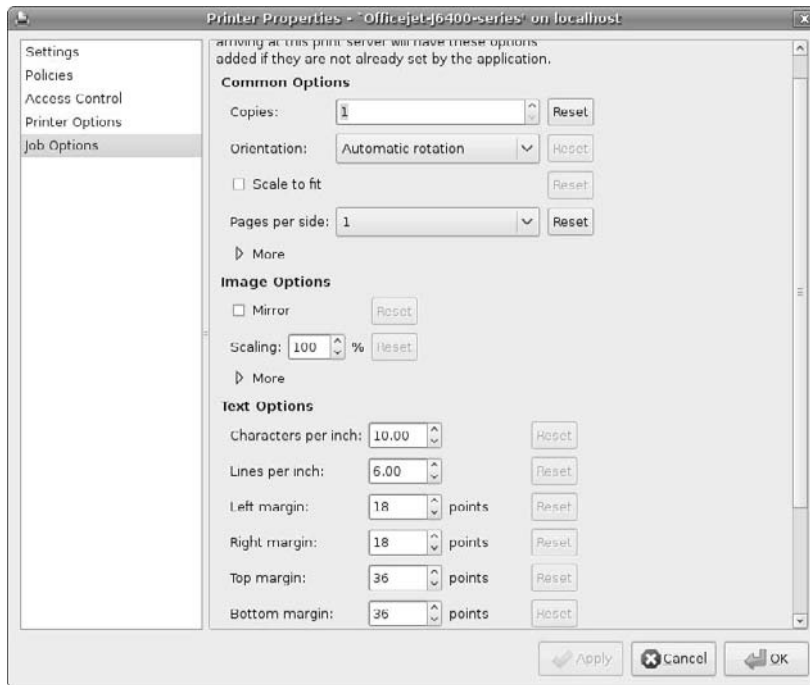 Printer Properties - 'Officejet-J6400-series' on localhost
Settings
Policies
Access Control
Printer Options
Job Options
arriving at this print server will have these options
added if they are not already set by the application.
Common Options
Copies: 1 Reset
Orientation: Automatic rotation Reset
Scale to fit Reset
Pages per side: 1 Reset
More
Image Options
Mirror Reset
Scaling: 100 % Reset
More
Text Options
Characters per inch: 10.00 Reset
Lines per inch: 6.00 Reset
Left margin: 18 points Reset
Right margin: 18 points Reset
Top margin: 36 points Reset
Bottom margin: 36 points Reset
Apply Cancel OK